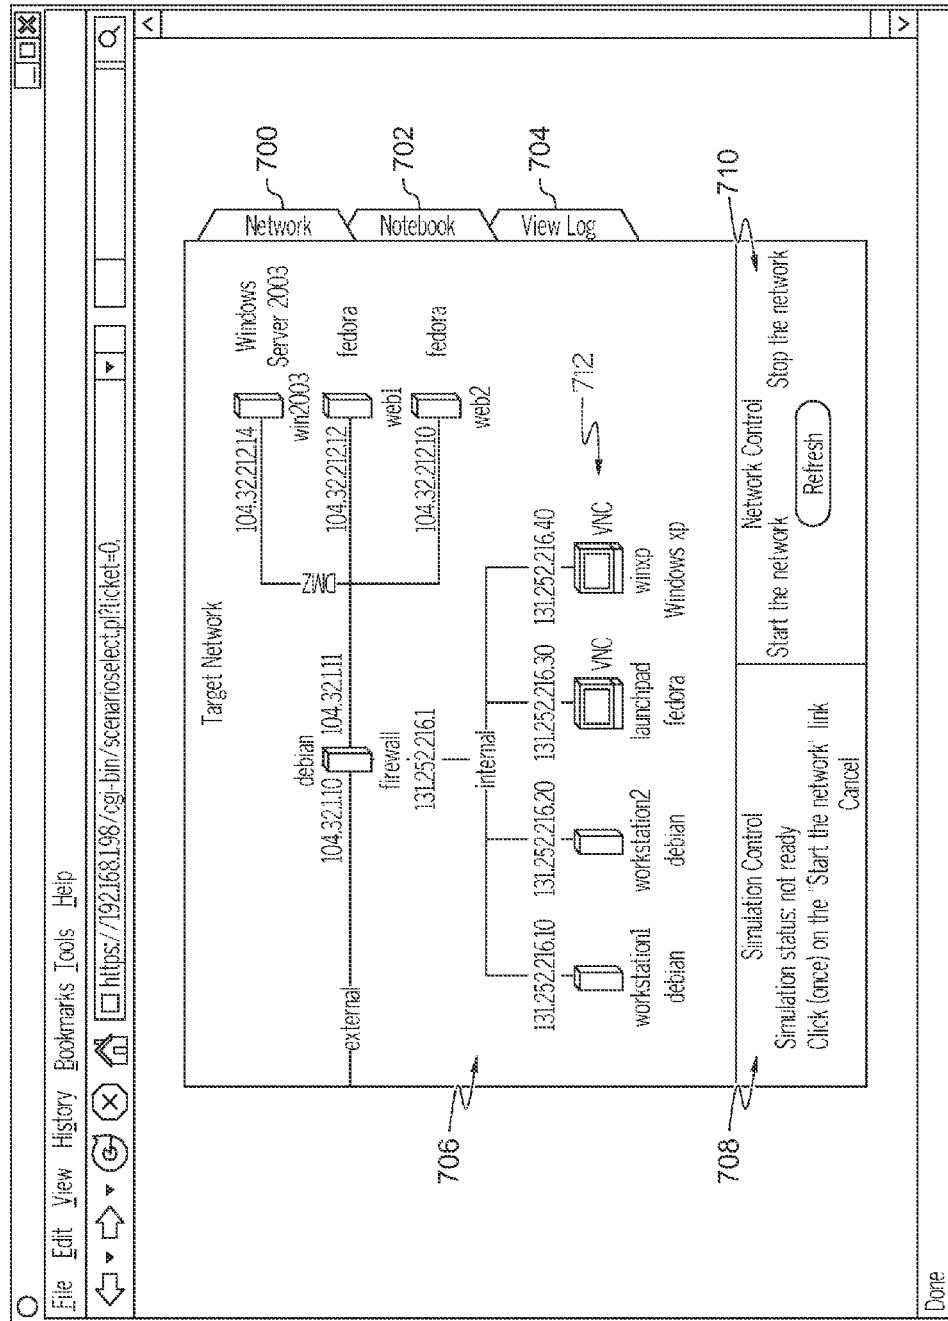 File Edit View History Bookmarks Tools Help
https://192.168.1.98/cgi-bin/scenarioselect.pl?ticket=0.
Network
700
Notebook
702
View Log
704
Target Network
external
debian
104.32.1.10
104.32.1.11
firewall
131.252.216.1
DMZ
104.32.212.14
win2003
Windows
Server 2003
104.32.212.12
web1
fedora
104.32.212.10
web2
fedora
internal
706
131.252.216.10
workstation1
debian
131.252.216.20
workstation2
debian
131.252.216.30
VNC
launchpad
fedora
131.252.216.40
VNC
winxp
Windows xp
712
708
Simulation Control
Simulation status: not ready
Click (once) on the "Start the network' link
Cancel
710
Network Control
Start the network
Stop the network
Refresh
Done